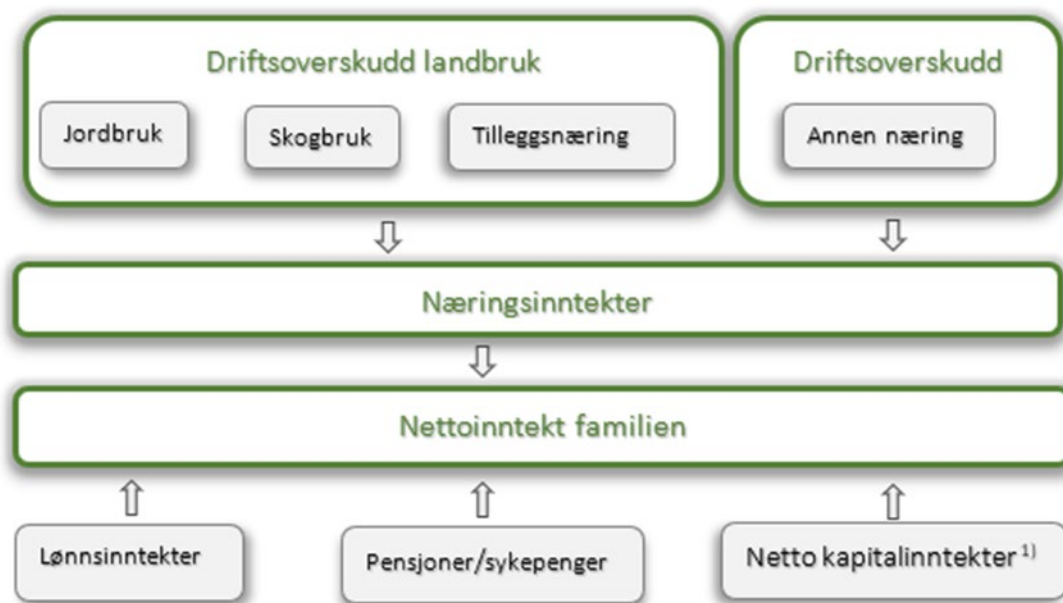 Driftsoverskudd landbruk
Driftsoverskudd
Jordbruk
Skogbruk
Tilleggsnæring
Annen næring
Næringsinntekter
Nettoinntekt familien
Lønnsinntekter
Pensjoner/sykepenger
Netto kapitalinntekter 1)